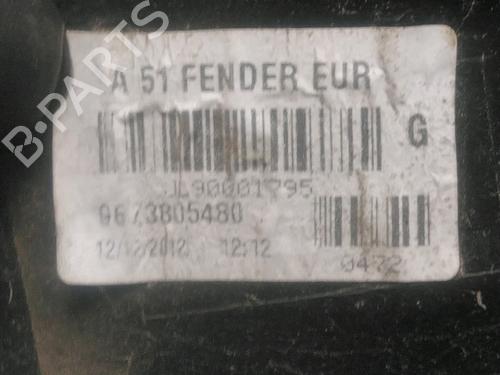 A 51 FENDER EUR
G
JL90001795
9673805480
12/12/2012 12:12
0472
B-PARTS